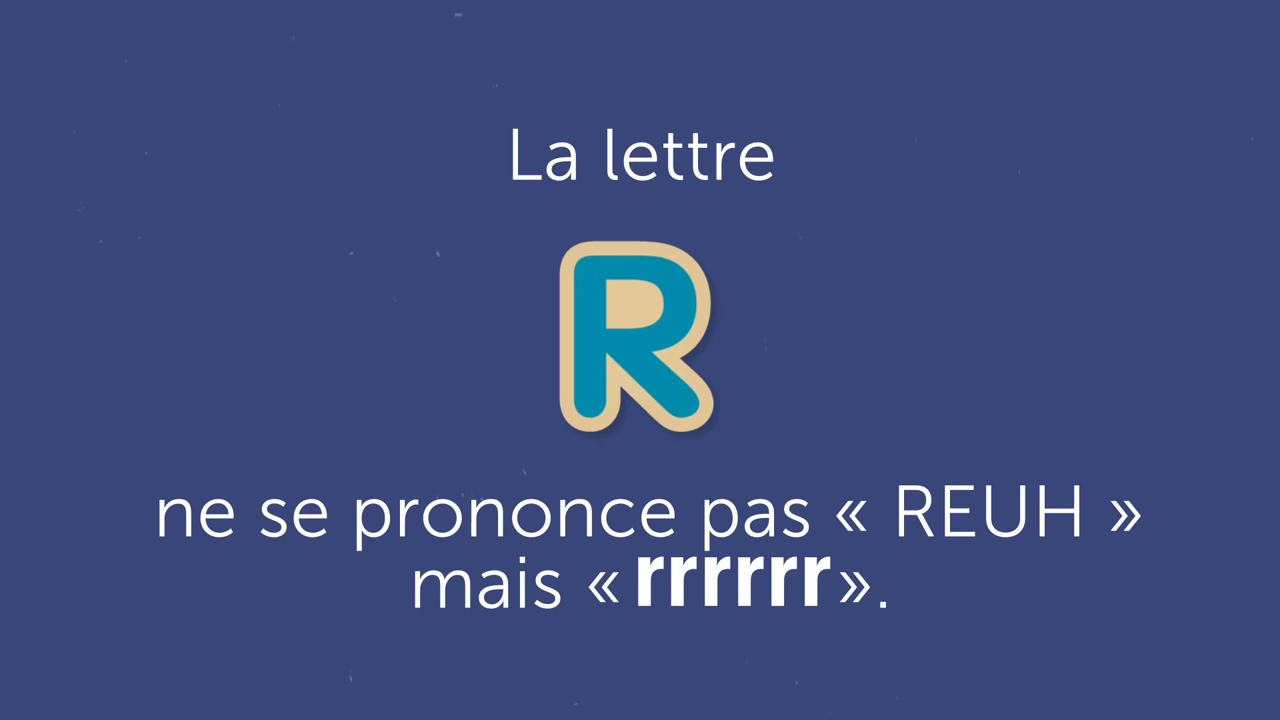 La lettre
R
ne se prononce pas « REUH »
mais « rrrrrr ».